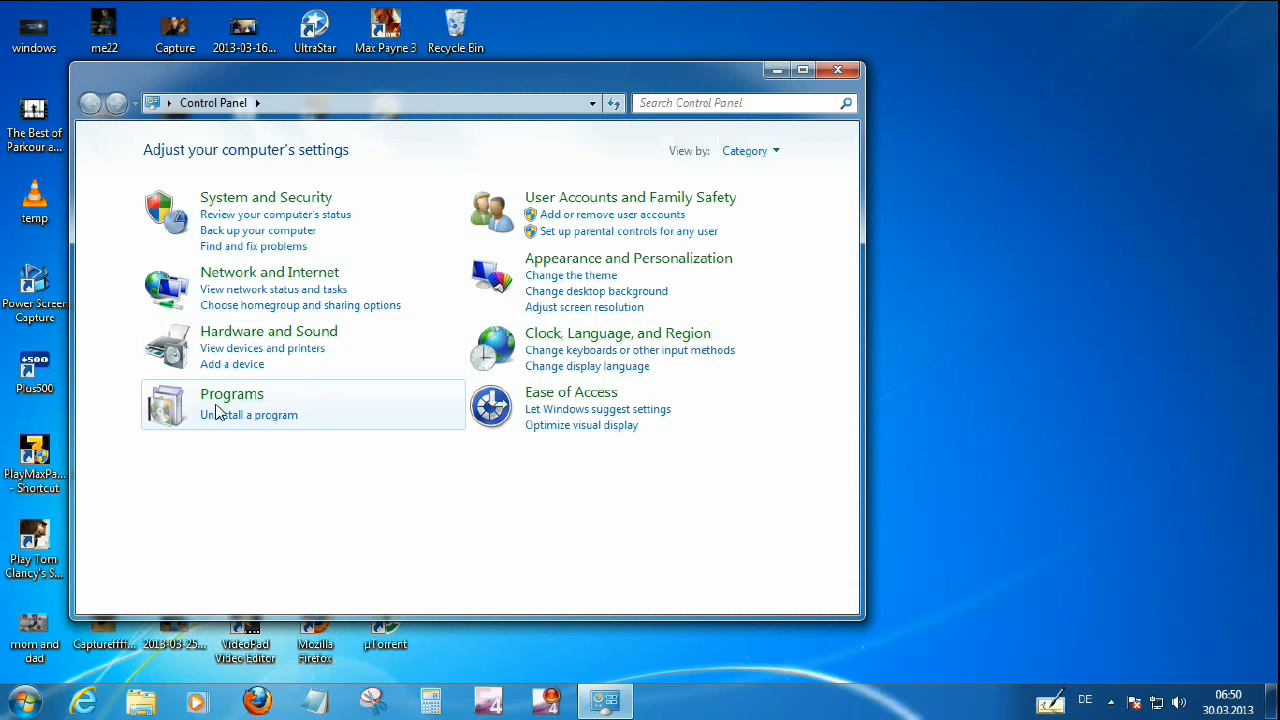 windows
me22
Capture
2013-03-16...
UltraStar
Max Payne 3
Recycle Bin
The Best of
Parkour a...
temp
Power Screen
Capture
+500
Plus500
PlayMaxPa...
- Shortcut
Play Tom
Clancy's S...
mom and
dad
Captureffff...
2013-03-25...
VideoPad
Video Editor
Mozilla
Firefox
µTorrent
Control Panel
Search Control Panel
Adjust your computer's settings
View by: Category
System and Security
Review your computer's status
Back up your computer
Find and fix problems
Network and Internet
View network status and tasks
Choose homegroup and sharing options
Hardware and Sound
View devices and printers
Add a device
Programs
Uninstall a program
User Accounts and Family Safety
Add or remove user accounts
Set up parental controls for any user
Appearance and Personalization
Change the theme
Change desktop background
Adjust screen resolution
Clock, Language, and Region
Change keyboards or other input methods
Change display language
Ease of Access
Let Windows suggest settings
Optimize visual display
4
4
DE
06:50
30.03.2013